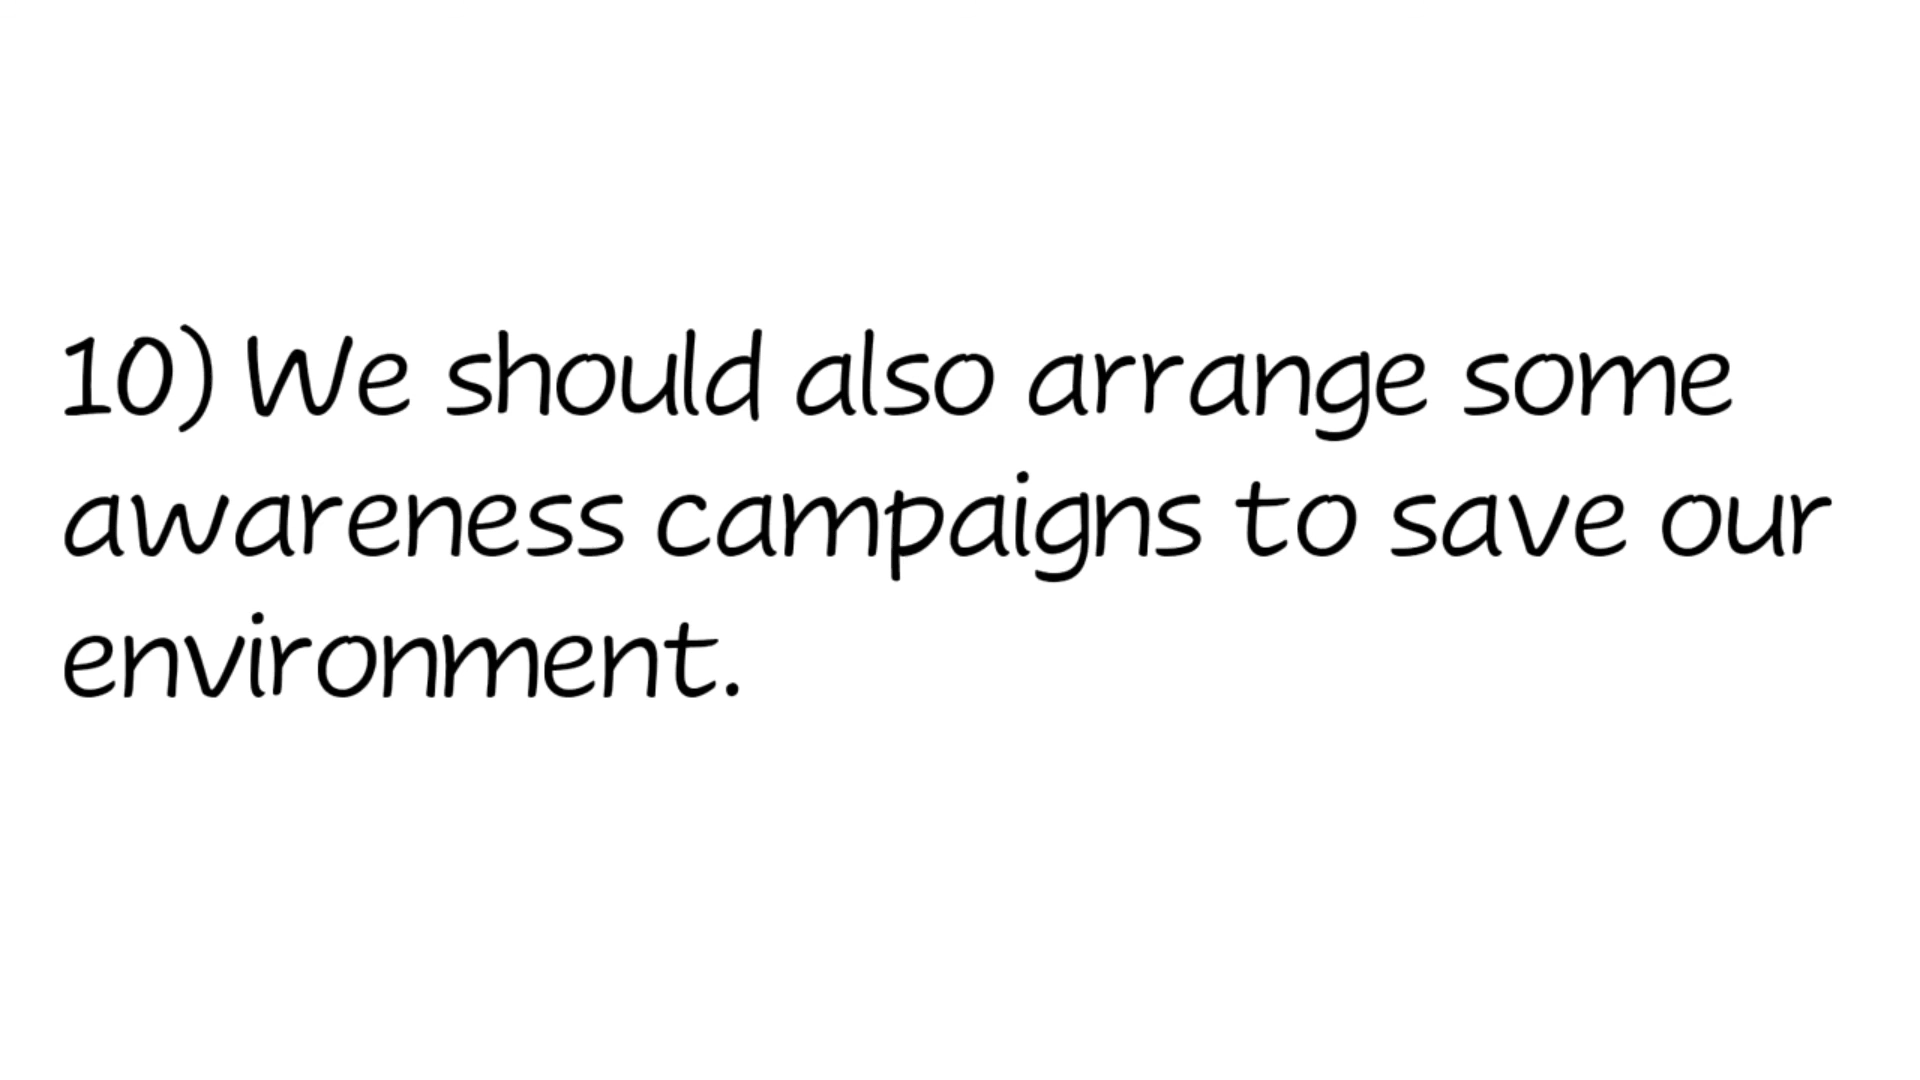 10) We should also arrange some
awareness campaigns to save our
environment.